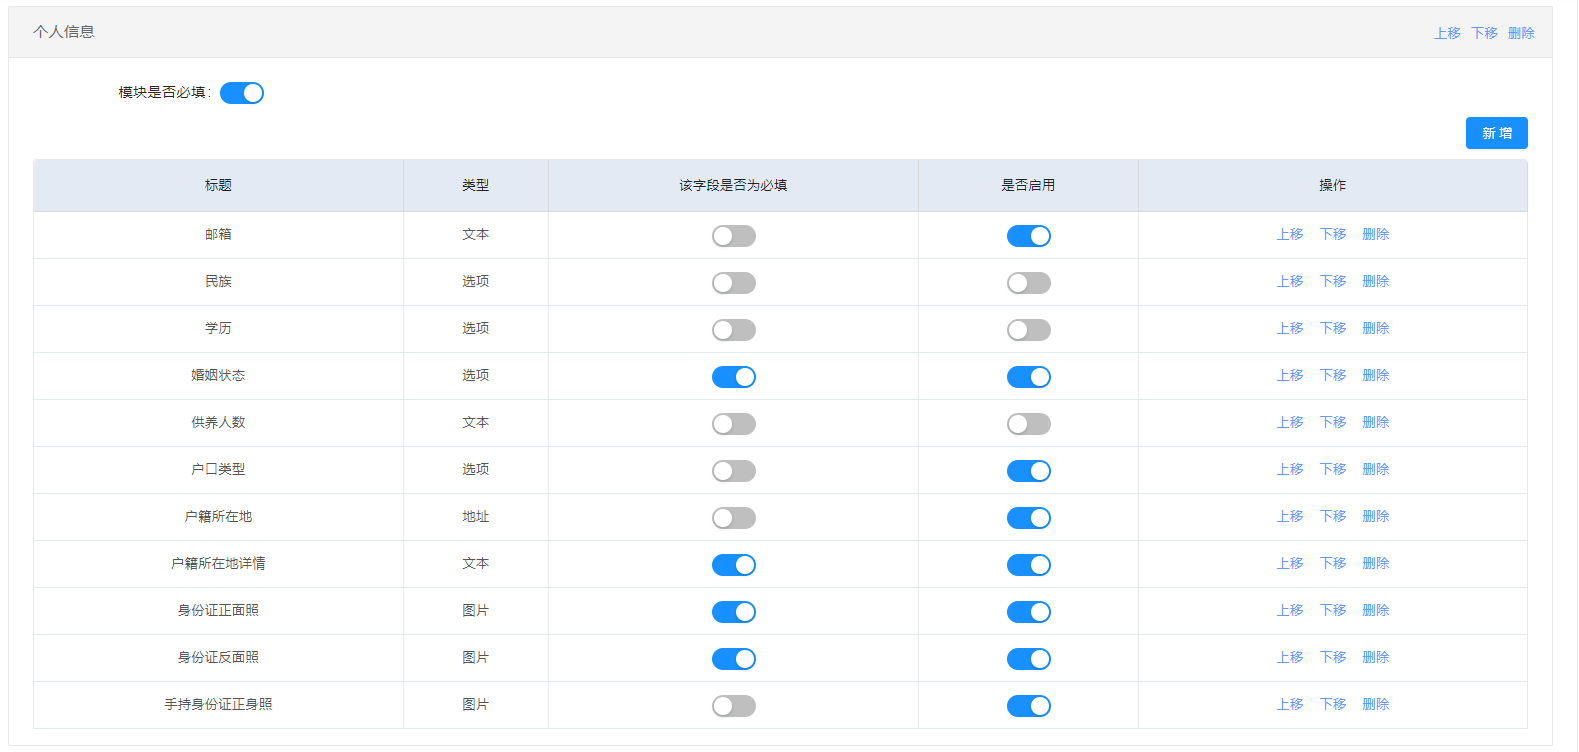 个人信息 上移 下移 删除
模块是否必填:
新 增
标题 类型 该字段是否为必填 是否启用 操作
邮箱 文本 上移 下移 删除
民族 选项 上移 下移 删除
学历 选项 上移 下移 删除
婚姻状态 选项 上移 下移 删除
供养人数 文本 上移 下移 删除
户口类型 选项 上移 下移 删除
户籍所在地 地址 上移 下移 删除
户籍所在地详情 文本 上移 下移 删除
身份证正面照 图片 上移 下移 删除
身份证反面照 图片 上移 下移 删除
手持身份证正身照 图片 上移 下移 删除